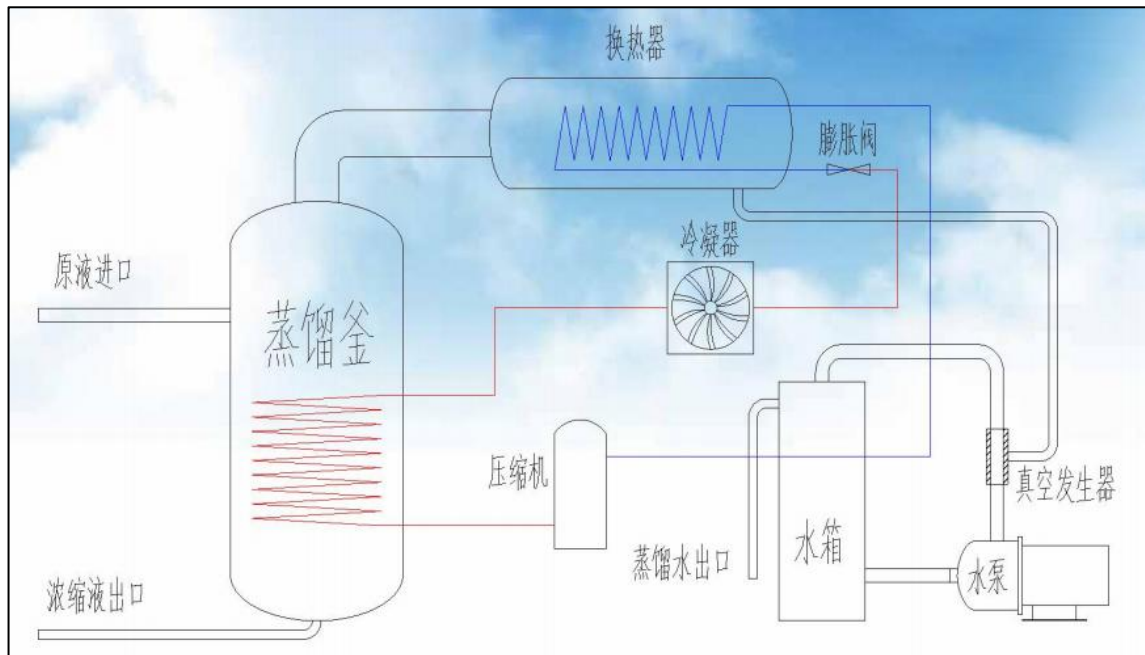 换热器
膨胀阀
冷凝器
原液进口
蒸馏釜
压缩机
真空发生器
水箱
蒸馏水出口
水泵
浓缩液出口